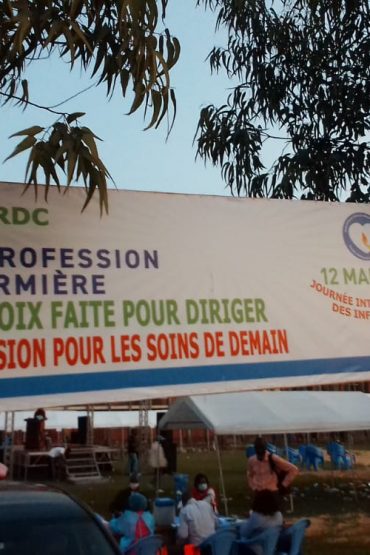 RDC
PROFESSION
RMIÈRE
OIX FAITE POUR DIRIGER
SION POUR LES SOINS DE DEMAIN
12 MA
JOURNÉE INT
DES INF